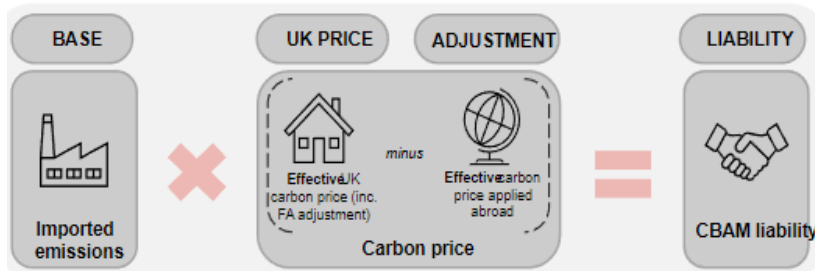 BASE
UK PRICE
ADJUSTMENT
LIABILITY
minus
Effective UK
carbon price (inc.
FA adjustment)
Effective carbon
price applied
abroad
Imported
emissions
Carbon price
CBAM liability